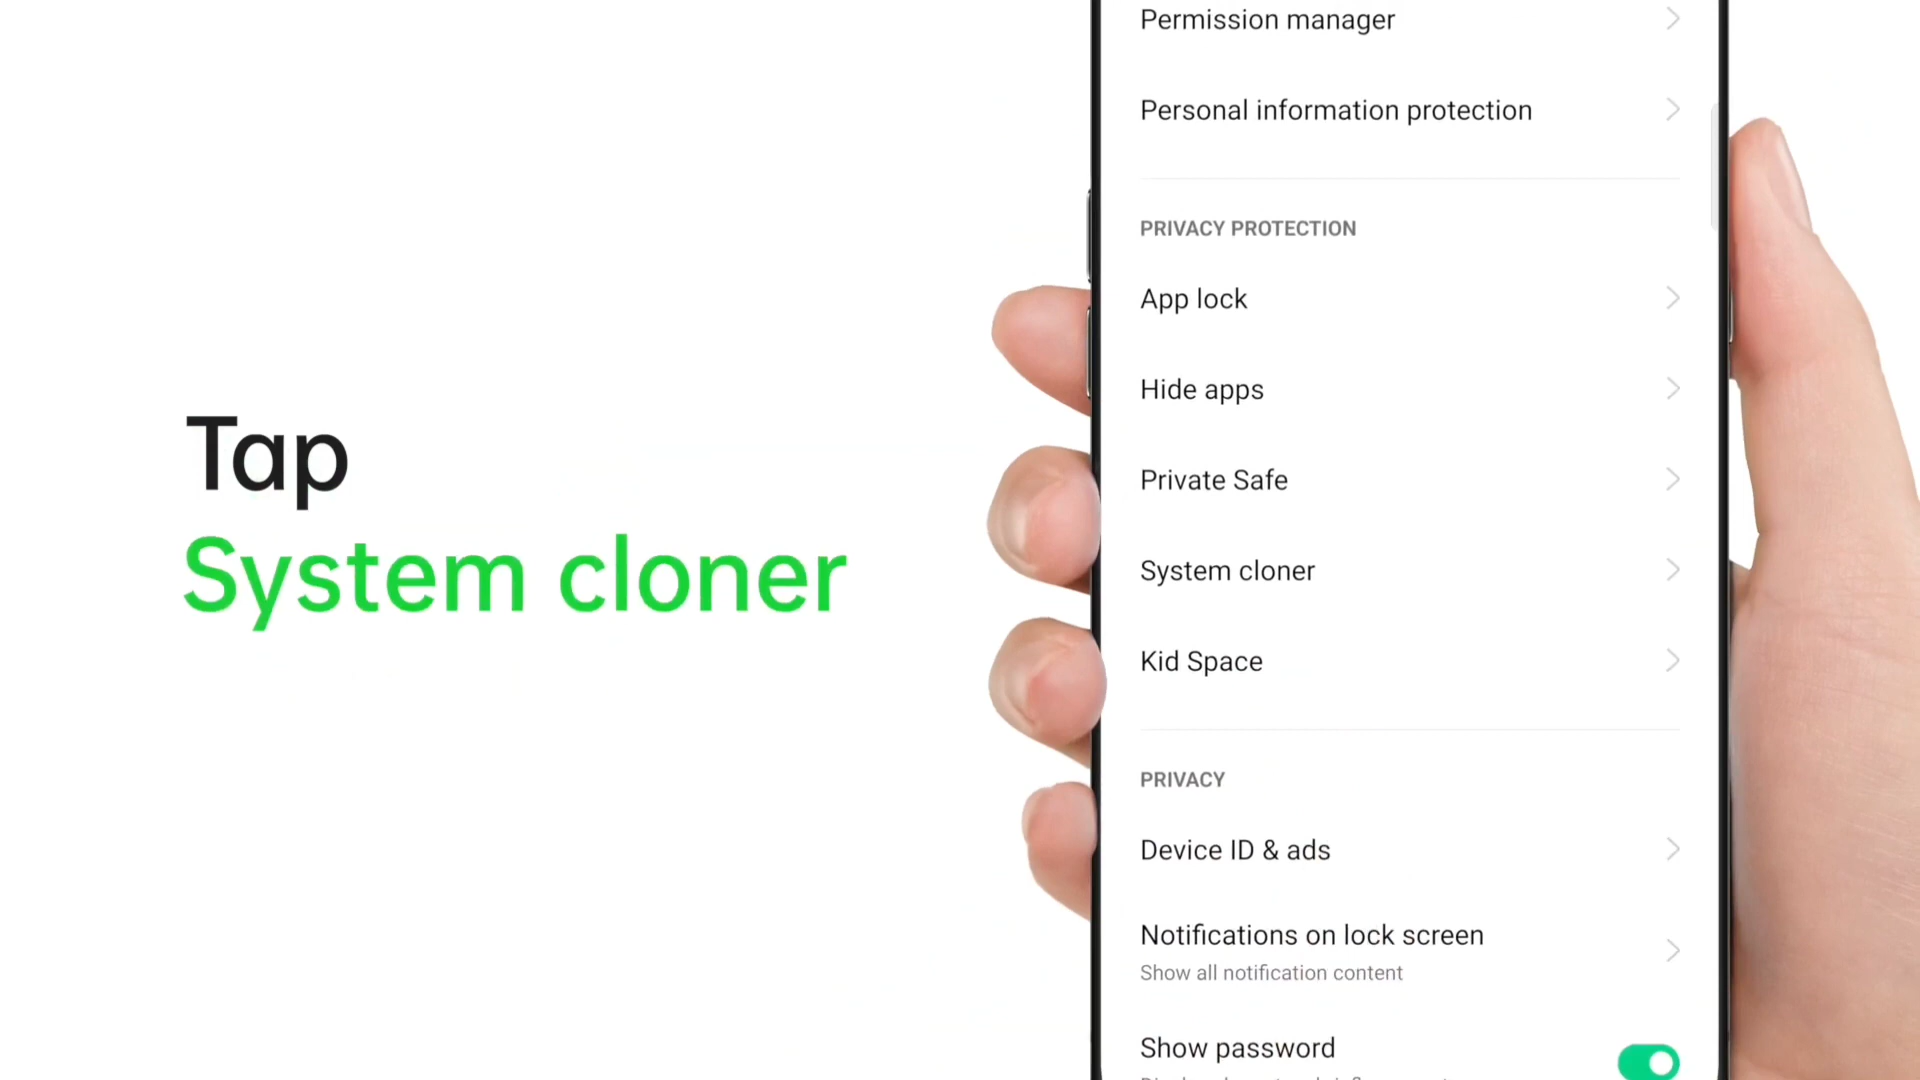 Tap
System cloner
Permission manager
Personal information protection
PRIVACY PROTECTION
App lock
Hide apps
Private Safe
System cloner
Kid Space
PRIVACY
Device ID & ads
Notifications on lock screen
Show all notification content
Show password